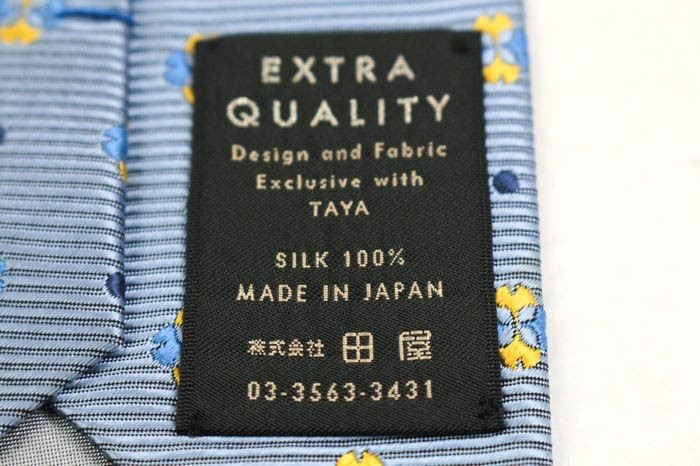 EXTRA
QUALITY
Design and Fabric
Exclusive with
TAYA
SILK 100%
MADE IN JAPAN
株式会社 田屋
03-3563-3431